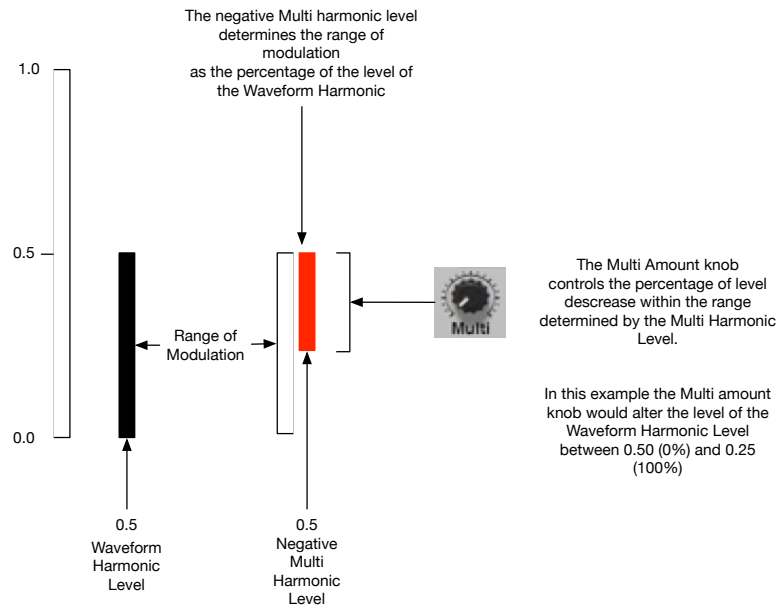 The negative Multi harmonic level
determines the range of
modulation
as the percentage of the level of
the Waveform Harmonic
1.0
0.5
0.0
Range of
Modulation
Multi
The Multi Amount knob
controls the percentage of level
descrease within the range
determined by the Multi Harmonic
Level.
In this example the Multi amount
knob would alter the level of the
Waveform Harmonic Level
between 0.50 (0%) and 0.25
(100%)
0.5
Waveform
Harmonic
Level
0.5
Negative
Multi
Harmonic
Level